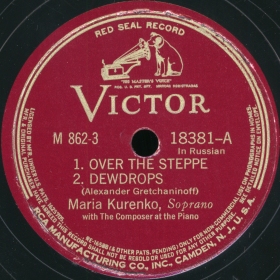 RED SEAL RECORD
"HIS MASTER'S VOICE"
VICTOR
In Russian
M 862-3
18381-A
1. OVER THE STEPPE
2. DEWDROPS
(Alexander Gretchaninoff)
Maria Kurenko, Soprano
with The Composer at the Piano
RCA MANUFACTURING CO., INC., CAMDEN, N. J., U. S. A.